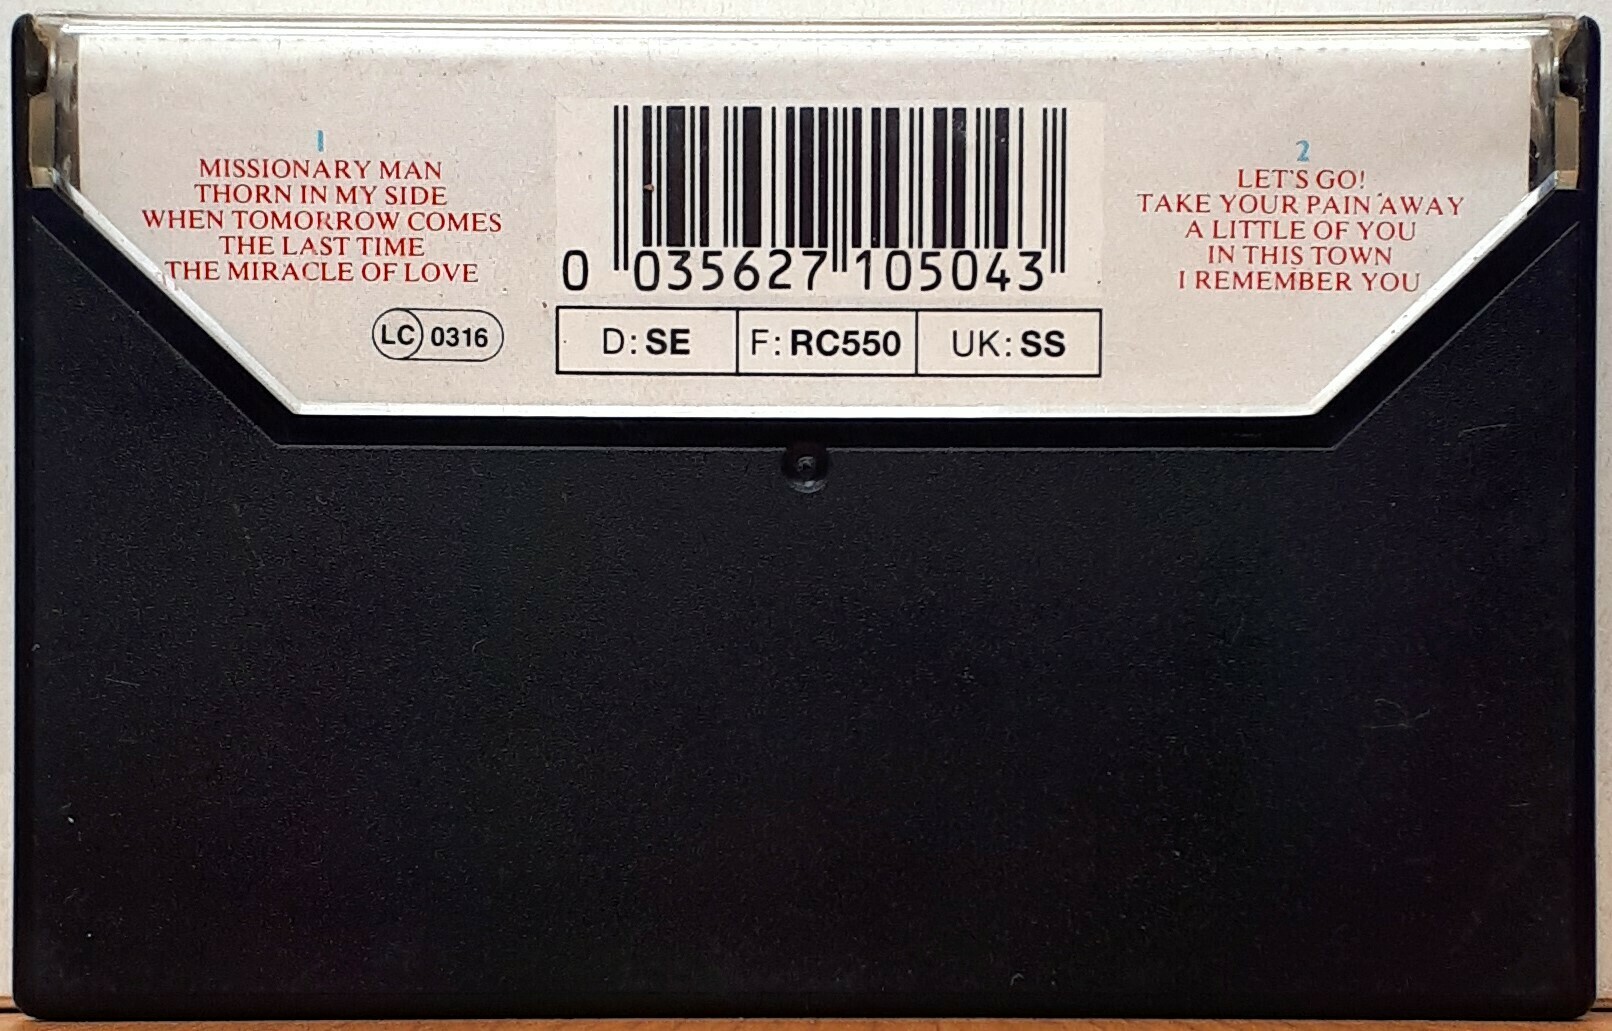 1
MISSIONARY MAN
THORN IN MY SIDE
WHEN TOMORROW COMES
THE LAST TIME
THE MIRACLE OF LOVE
LC 0316
0 035627 105043
D: SE F: RC550 UK: SS
2
LET'S GO!
TAKE YOUR PAIN AWAY
A LITTLE OF YOU
IN THIS TOWN
I REMEMBER YOU